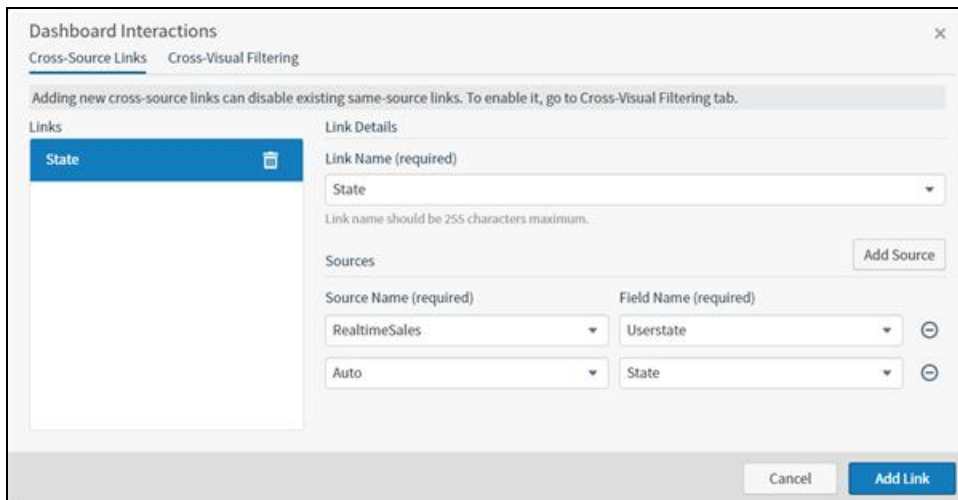 Dashboard Interactions
Cross-Source Links Cross-Visual Filtering
Adding new cross-source links can disable existing same-source links. To enable it, go to Cross-Visual Filtering tab.
Links
State
Link Details
Link Name (required)
State
Link name should be 255 characters maximum.
Sources
Add Source
Source Name (required) Field Name (required)
RealtimeSales Userstate
Auto State
Cancel Add Link